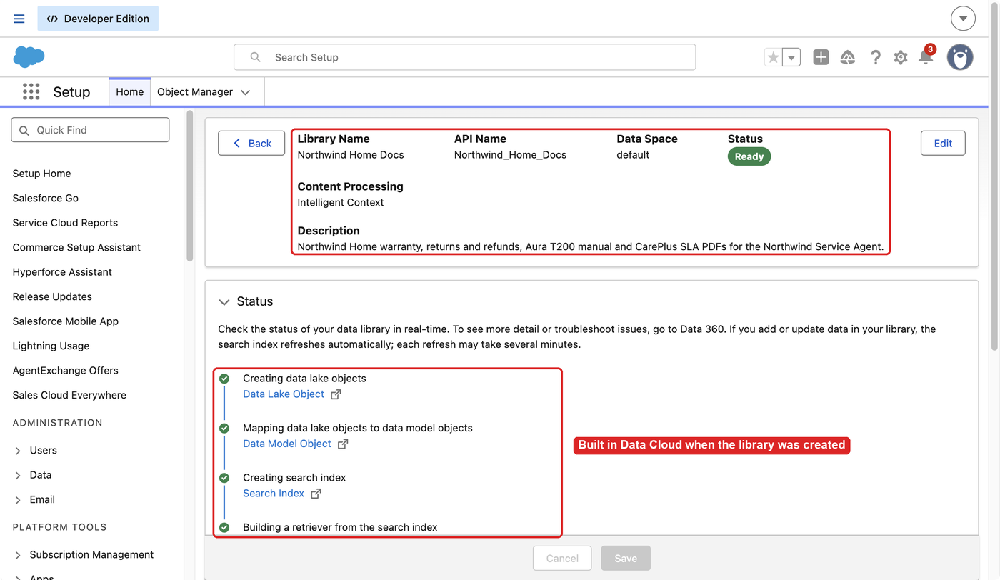 Developer Edition
Search Setup
3
Setup
Home
Object Manager
Quick Find
Setup Home
Salesforce Go
Service Cloud Reports
Commerce Setup Assistant
Hyperforce Assistant
Release Updates
Salesforce Mobile App
Lightning Usage
AgentExchange Offers
Sales Cloud Everywhere
ADMINISTRATION
Users
Data
Email
PLATFORM TOOLS
Subscription Management
Apps
Back
Library Name
Northwind Home Docs
API Name
Northwind_Home_Docs
Data Space
default
Status
Ready
Edit
Content Processing
Intelligent Context
Description
Northwind Home warranty, returns and refunds, Aura T200 manual and CarePlus SLA PDFs for the Northwind Service Agent.
Status
Check the status of your data library in real-time. To see more detail or troubleshoot issues, go to Data 360. If you add or update data in your library, the
search index refreshes automatically; each refresh may take several minutes.
Creating data lake objects
Data Lake Object
Mapping data lake objects to data model objects
Data Model Object
Built in Data Cloud when the library was created
Creating search index
Search Index
Building a retriever from the search index
Cancel
Save